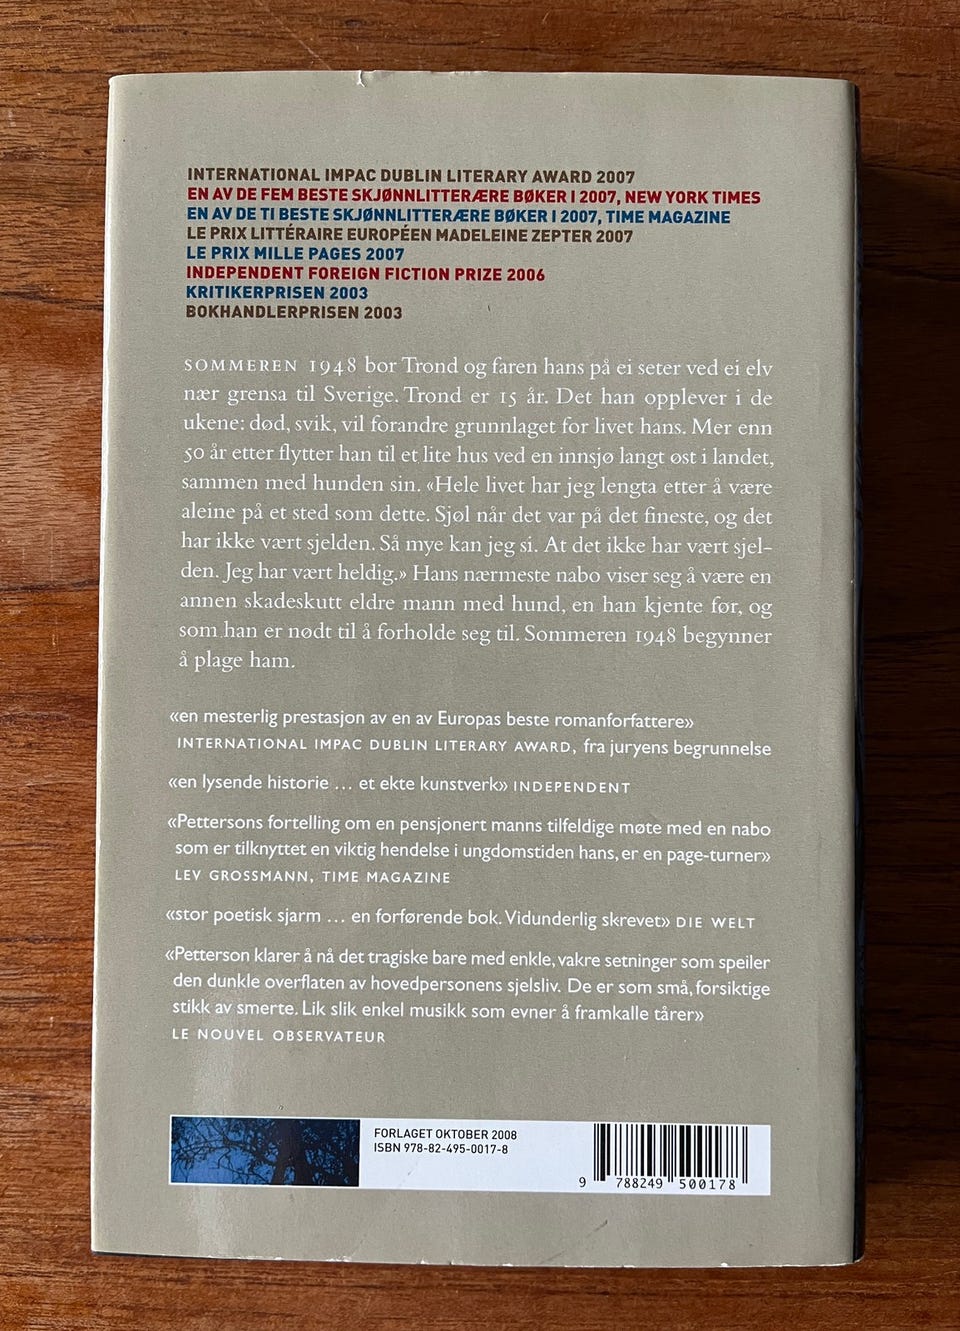 INTERNATIONAL IMPAC DUBLIN LITERARY AWARD 2007
EN AV DE FEM BESTE SKJØNNLITTERÆRE BØKER I 2007, NEW YORK TIMES
EN AV DE TI BESTE SKJØNNLITTERÆRE BØKER I 2007, TIME MAGAZINE
LE PRIX LITTÉRAIRE EUROPÉEN MADELEINE ZEPTER 2007
LE PRIX MILLE PAGES 2007
INDEPENDENT FOREIGN FICTION PRIZE 2006
KRITIKERPRISEN 2003
BOKHANDLERPRISEN 2003
SOMMEREN 1948 bor Trond og faren hans på ei seter ved ei elv
nær grensa til Sverige. Trond er 15 år. Det han opplever i de
ukene: død, svik, vil forandre grunnlaget for livet hans. Mer enn
50 år etter flytter han til et lite hus ved en innsjø langt øst i landet,
sammen med hunden sin. «Hele livet har jeg lengta etter å være
aleine på et sted som dette. Sjøl når det var på det fineste, og det
har ikke vært sjelden. Så mye kan jeg si. At det ikke har vært sjel-
den. Jeg har vært heldig.» Hans nærmeste nabo viser seg å være en
annen skadeskutt eldre mann med hund, en han kjente før, og
som han er nødt til å forholde seg til. Sommeren 1948 begynner
å plage ham.
«en mesterlig prestasjon av en av Europas beste romanforfattere»
INTERNATIONAL IMPAC DUBLIN LITERARY AWARD, fra juryens begrunnelse
«en lysende historie … et ekte kunstverk» INDEPENDENT
«Pettersons fortelling om en pensjonert manns tilfeldige møte med en nabo
som er tilknyttet en viktig hendelse i ungdomstiden hans, er en page-turner»
LEV GROSSMANN, TIME MAGAZINE
«stor poetisk sjarm … en forførende bok. Vidunderlig skrevet» DIE WELT
«Petterson klarer å nå det tragiske bare med enkle, vakre setninger som speiler
den dunkle overflaten av hovedpersonens sjelsliv. De er som små, forsiktige
stikk av smerte. Lik slik enkel musikk som evner å framkalle tårer»
LE NOUVEL OBSERVATEUR
FORLAGET OKTOBER 2008
ISBN 978-82-495-0017-8
9 788249 500178